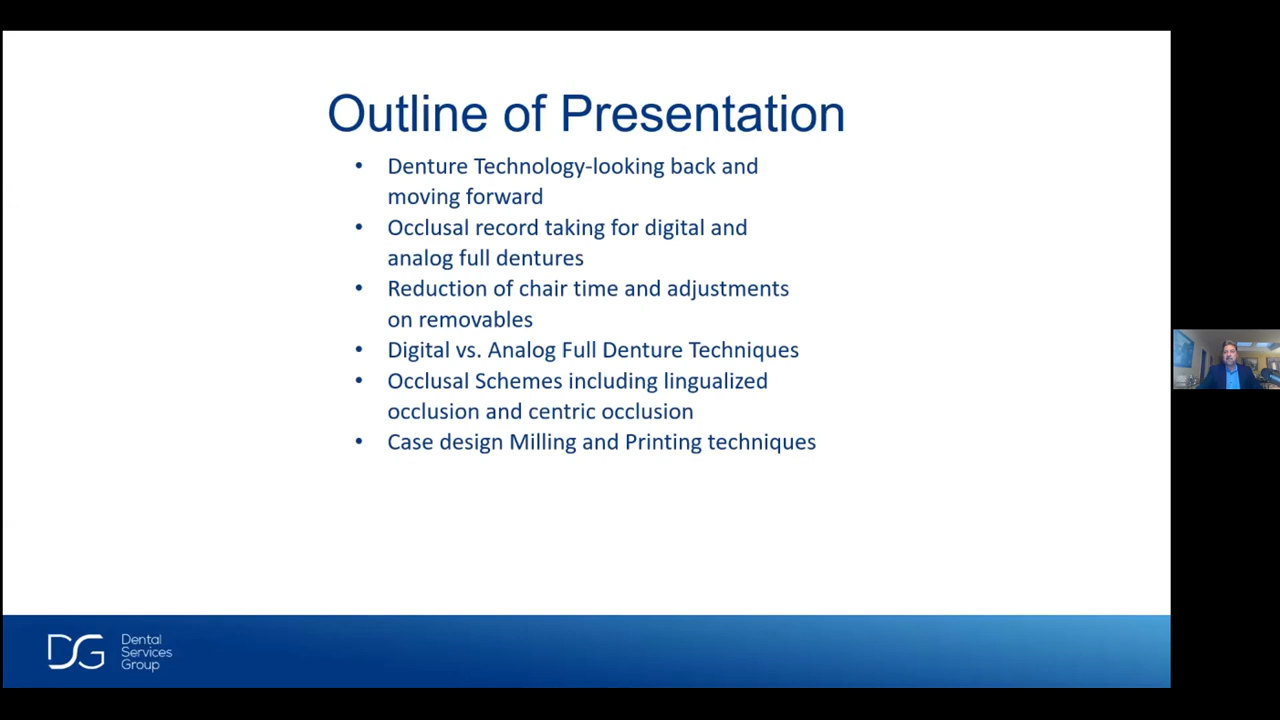 Outline of Presentation
• Denture Technology-looking back and
moving forward
• Occlusal record taking for digital and
analog full dentures
• Reduction of chair time and adjustments
on removables
• Digital vs. Analog Full Denture Techniques
• Occlusal Schemes including lingualized
occlusion and centric occlusion
• Case design Milling and Printing techniques
DSG
Dental
Services
Group